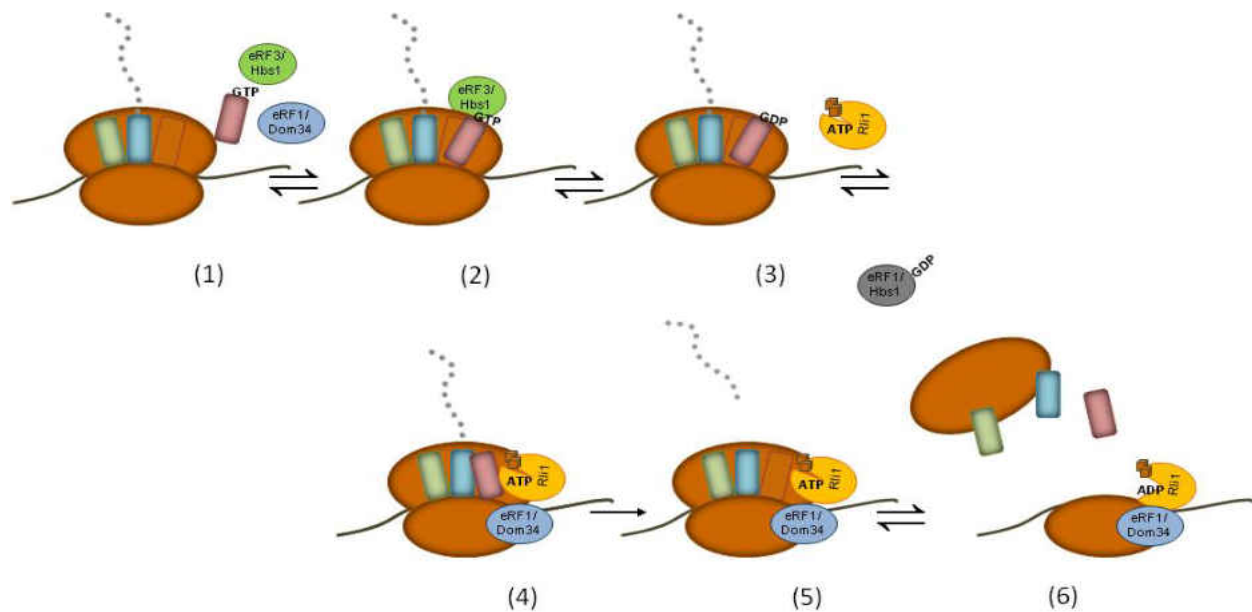 eRF3/
Hbs1
GTP
eRF1/
Dom34
eRF3/
Hbs1
GTP
GDP
ATP
Rli1
(1)
(2)
(3)
eRF1/
Hbs1
GDP
ATP
Rli1
eRF1/
Dom34
ATP
Rli1
eRF1/
Dom34
ADP
Rli1
eRF1/
Dom34
(4)
(5)
(6)